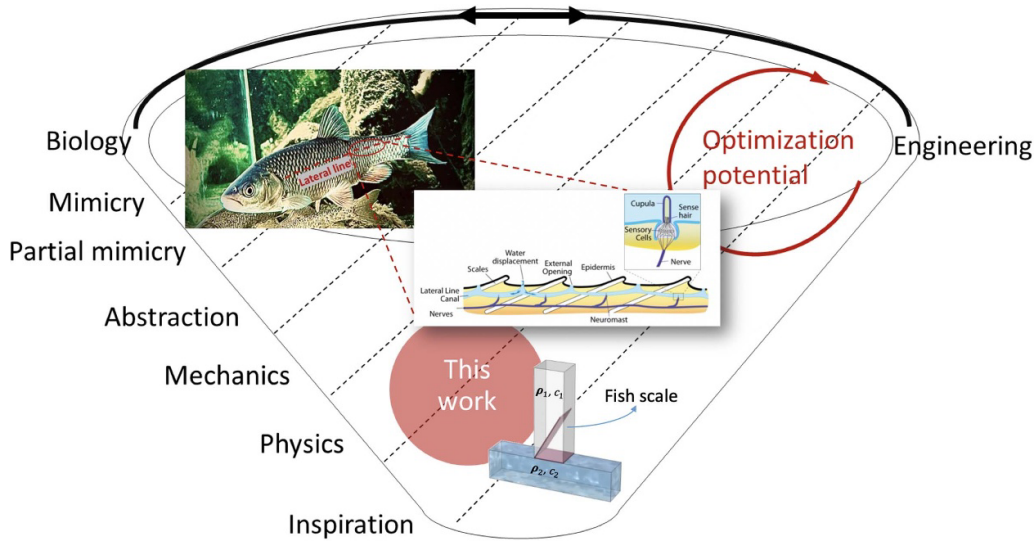 Biology
Engineering
Optimization
potential
Lateral line
Mimicry
Partial mimicry
Abstraction
Mechanics
Physics
Inspiration
Cupula
Sense
hair
Sensory
Cells
Nerve
Water
displacement
External
Opening
Epidermis
Scales
Lateral Line
Canal
Nerves
Neuromast
This
work
Fish scale
ρ₁, c₁
ρ₂, c₂